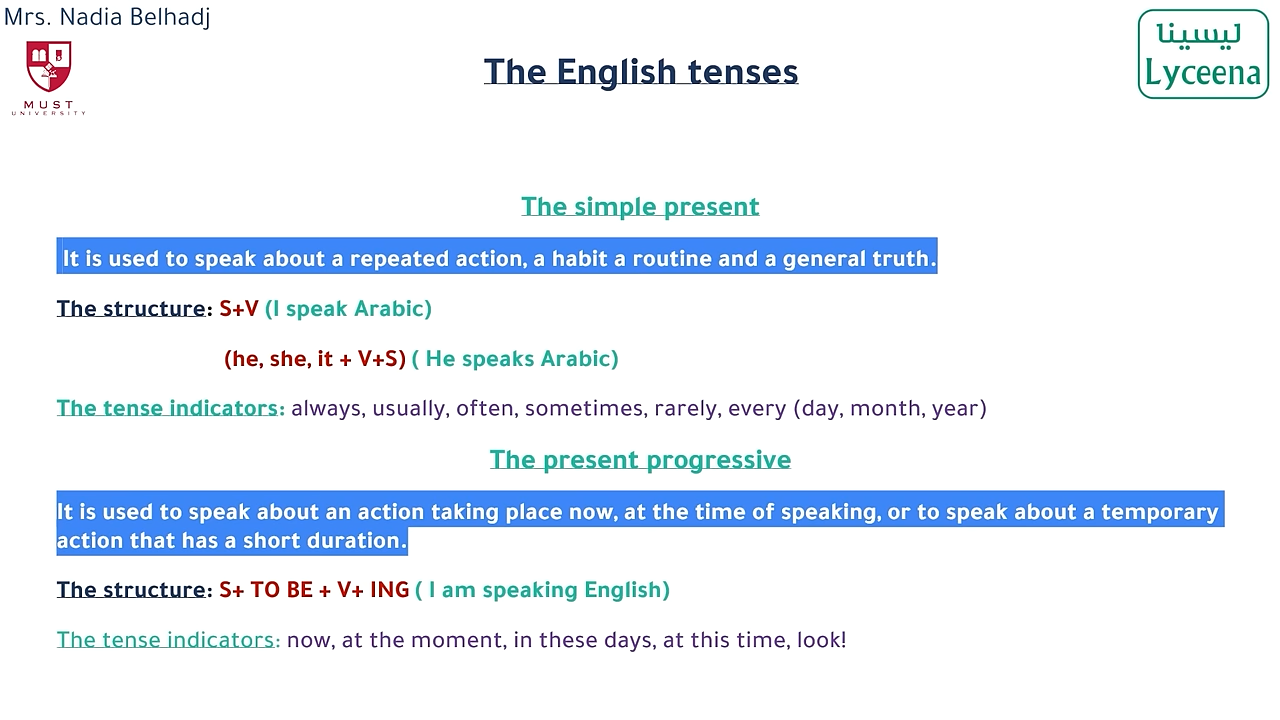 Mrs. Nadia Belhadj
MUST
UNIVERSITY
ليسينا
Lyceena
The English tenses
The simple present
It is used to speak about a repeated action, a habit a routine and a general truth.
The structure: S+V (I speak Arabic)
(he, she, it + V+S) ( He speaks Arabic)
The tense indicators: always, usually, often, sometimes, rarely, every (day, month, year)
The present progressive
It is used to speak about an action taking place now, at the time of speaking, or to speak about a temporary
action that has a short duration.
The structure: S+ TO BE + V+ ING ( I am speaking English)
The tense indicators: now, at the moment, in these days, at this time, look!